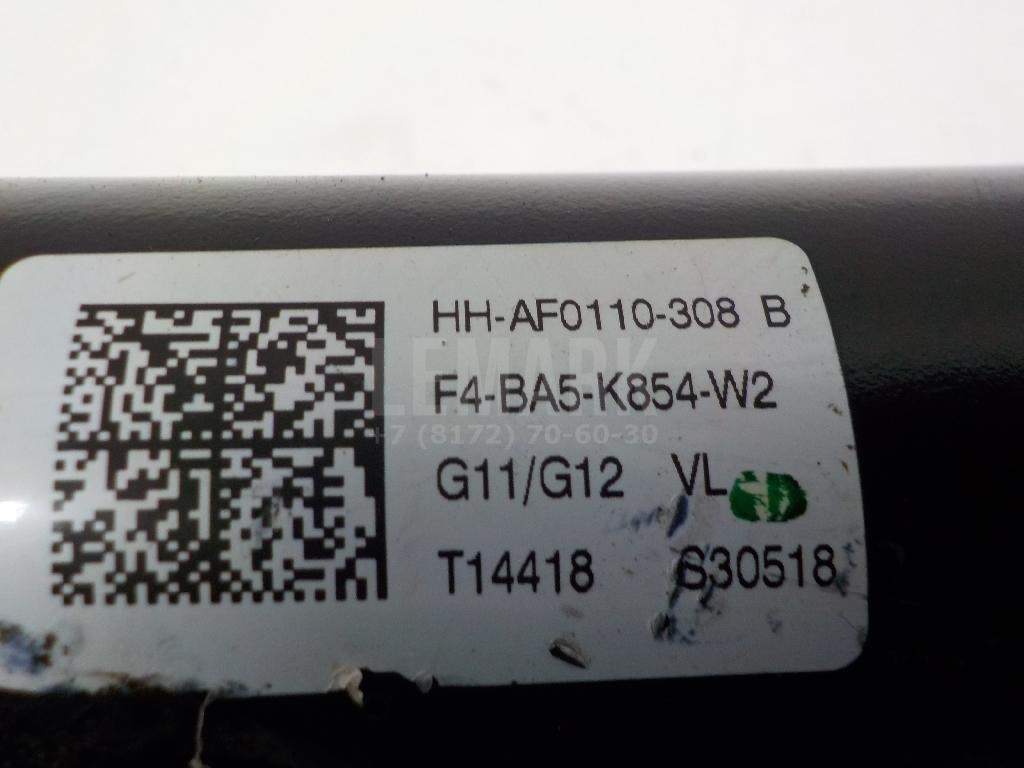 HH-AF0110-308 B
LEMARK
F4-BA5-K854-W2
+7 (8172) 70-60-30
G11/G12 VL
T14418 S30518